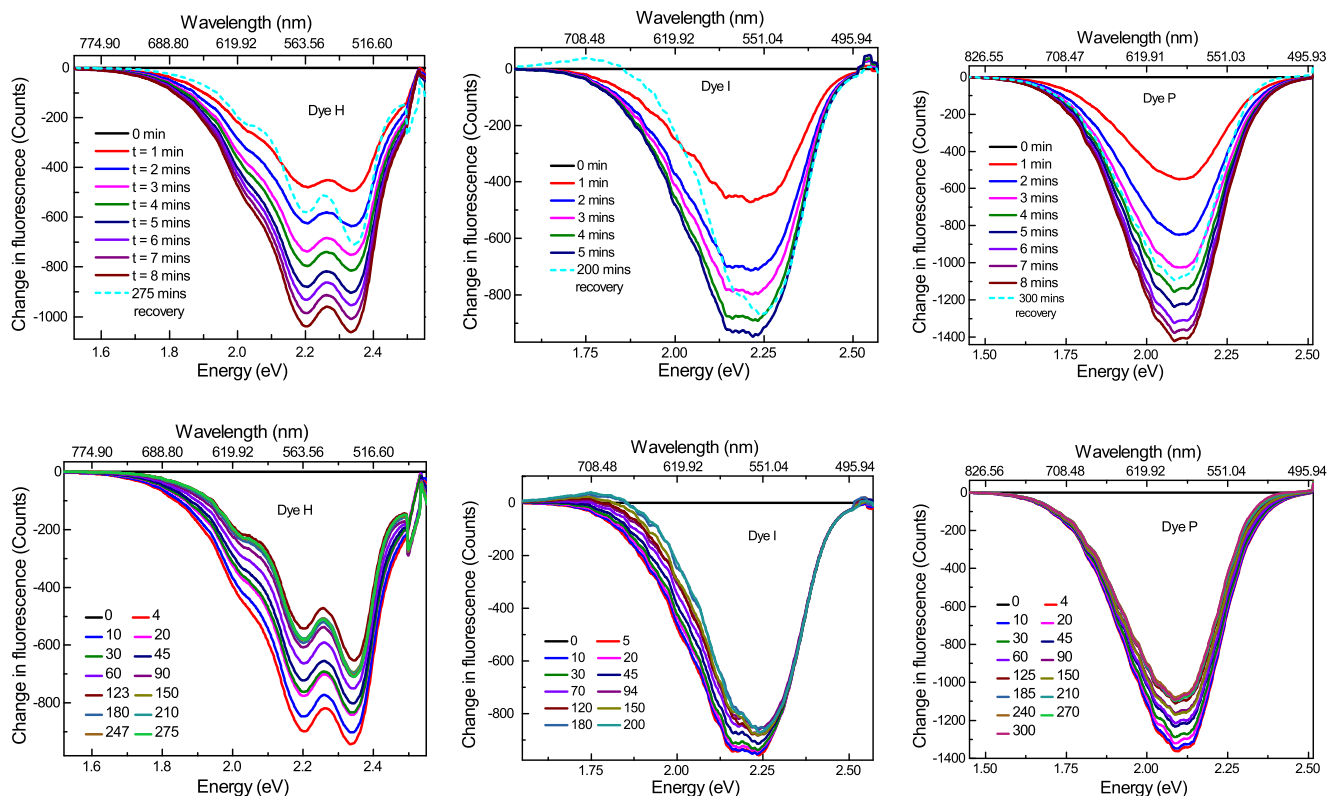 Wavelength (nm)
774.90 688.80 619.92 563.56 516.60
0
-200
-400
-600
-800
-1000
Change in fluorescnece (Counts)
Dye H
0 min
t = 1 min
t = 2 mins
t = 3 mins
t = 4 mins
t = 5 mins
t = 6 mins
t = 7 mins
t = 8 mins
275 mins
recovery
1.6 1.8 2.0 2.2 2.4
Energy (eV)
Wavelength (nm)
708.48 619.92 551.04 495.94
0
-200
-400
-600
-800
Change in fluorescence (Counts)
Dye I
0 min
1 min
2 mins
3 mins
4 mins
5 mins
200 mins
recovery
1.75 2.00 2.25 2.50
Energy (eV)
Wavelength (nm)
826.55 708.47 619.91 551.03 495.93
0
-200
-400
-600
-800
-1000
-1200
-1400
Change in fluorescence (Counts)
Dye P
0 min
1 min
2 mins
3 mins
4 mins
5 mins
6 mins
7 mins
8 mins
300 mins
recovery
1.50 1.75 2.00 2.25 2.50
Energy (eV)
Wavelength (nm)
774.90 688.80 619.92 563.56 516.60
0
-200
-400
-600
-800
Change in fluorescence (Counts)
Dye H
0 4
10 20
30 45
60 90
123 150
180 210
247 275
1.6 1.8 2.0 2.2 2.4
Energy (eV)
Wavelength (nm)
708.48 619.92 551.04 495.94
0
-200
-400
-600
-800
Change in fluorescence (Counts)
Dye I
0 5
10 20
30 45
70 94
120 150
180 200
1.75 2.00 2.25 2.50
Energy (eV)
Wavelength (nm)
826.56 708.48 619.92 551.04 495.94
0
-200
-400
-600
-800
-1000
-1200
-1400
Change in fluorescence (Counts)
Dye P
0 4
10 20
30 45
60 90
125 150
185 210
240 270
300
1.50 1.75 2.00 2.25 2.50
Energy (eV)